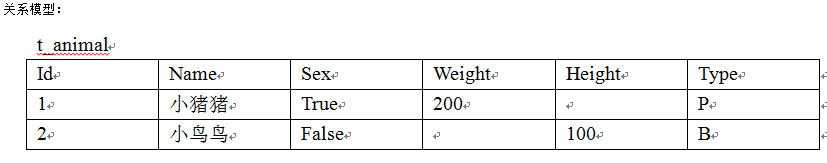 关系模型：
t_animal
Id Name Sex Weight Height Type
1 小猪猪 True 200 P
2 小鸟鸟 False 100 B